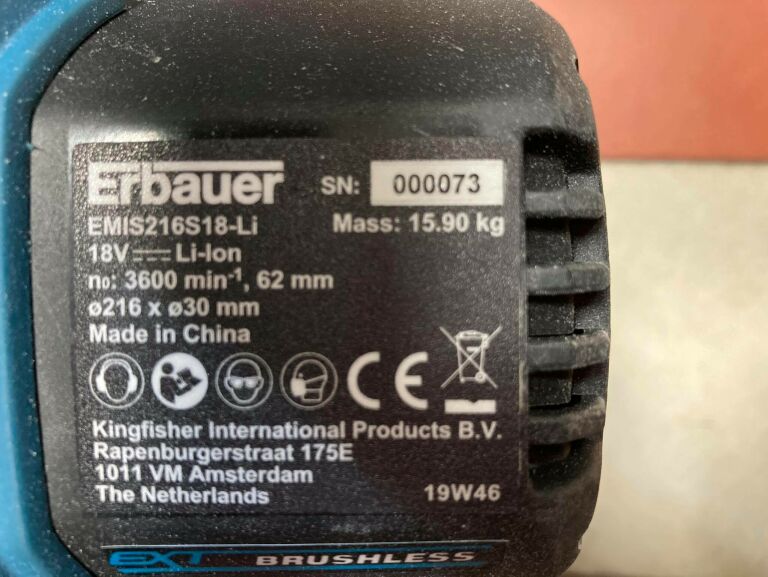 Erbauer
SN: 000073
EMIS216S18-Li
Mass: 15.90 kg
18V ⎓ Li-Ion
n₀: 3600 min⁻¹, 62 mm
ø216 x ø30 mm
Made in China
CE
Kingfisher International Products B.V.
Rapenburgerstraat 175E
1011 VM Amsterdam
The Netherlands
19W46
EXT BRUSHLESS